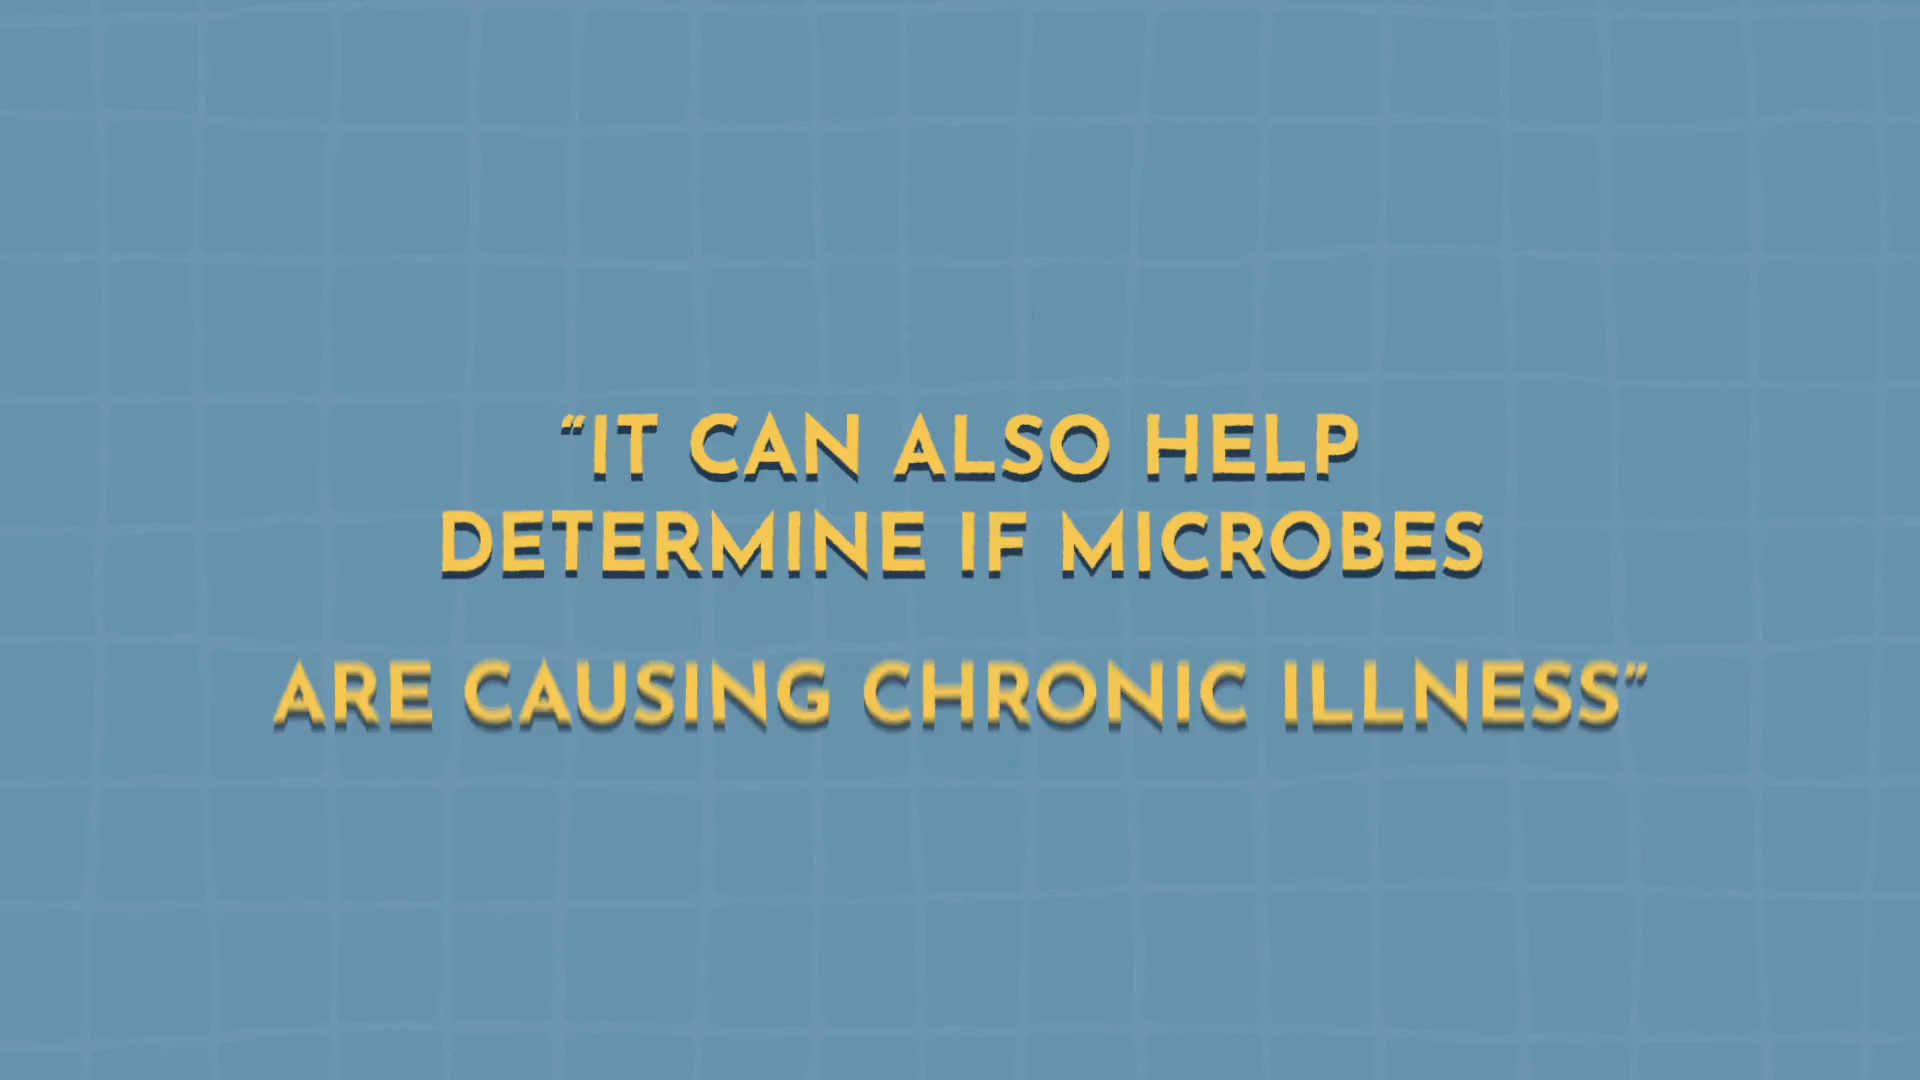 “IT CAN ALSO HELP
DETERMINE IF MICROBES
ARE CAUSING CHRONIC ILLNESS”